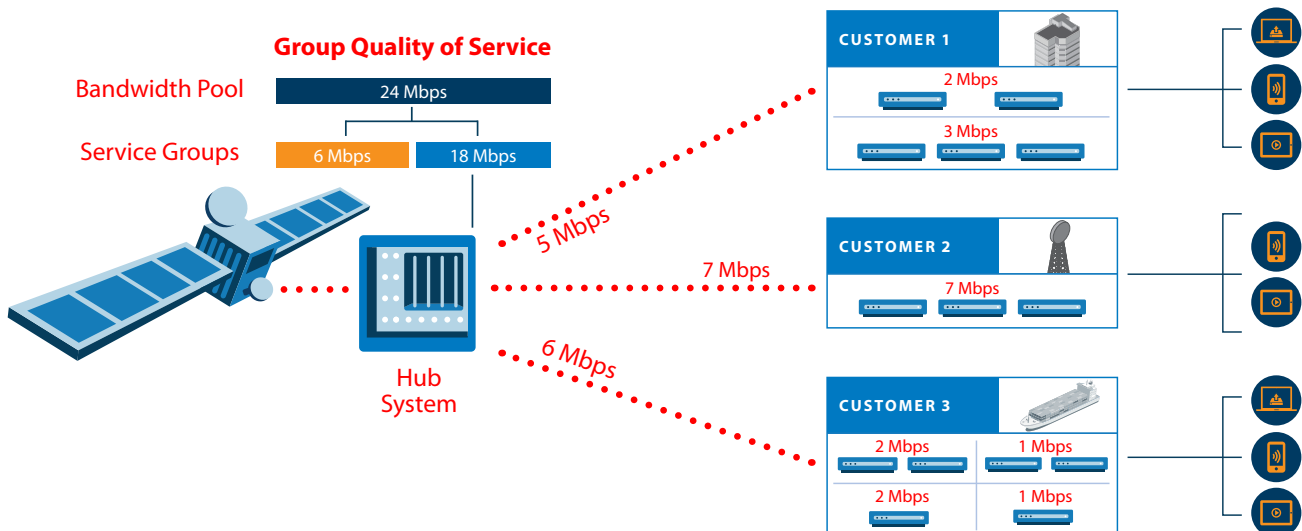 Group Quality of Service
Bandwidth Pool
24 Mbps
Service Groups
6 Mbps
18 Mbps
Hub
System
5 Mbps
7 Mbps
6 Mbps
CUSTOMER 1
2 Mbps
3 Mbps
CUSTOMER 2
7 Mbps
CUSTOMER 3
2 Mbps
1 Mbps
2 Mbps
1 Mbps